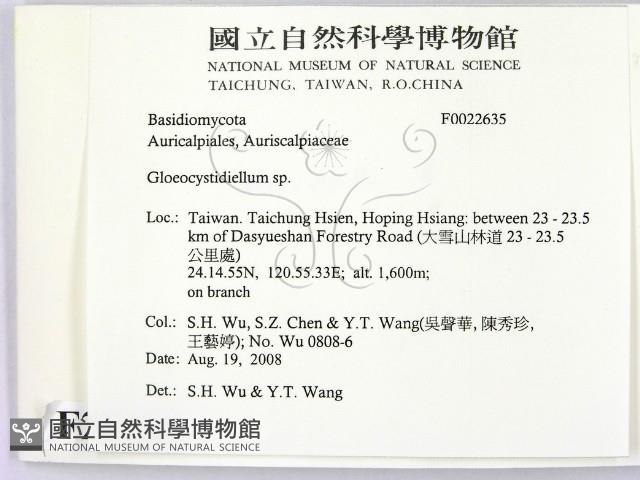 國立自然科學博物館
NATIONAL MUSEUM OF NATURAL SCIENCE
TAICHUNG, TAIWAN, R.O.CHINA
Basidiomycota F0022635
Auricalpiales, Auriscalpiaceae
Gloeocystidiellum sp.
Loc.: Taiwan. Taichung Hsien, Hoping Hsiang: between 23 - 23.5
km of Dasyueshan Forestry Road (大雪山林道 23 - 23.5
公里處)
24.14.55N, 120.55.33E; alt. 1,600m;
on branch
Col.: S.H. Wu, S.Z. Chen & Y.T. Wang(吳聲華, 陳秀珍,
王藝婷); No. Wu 0808-6
Date: Aug. 19, 2008
Det.: S.H. Wu & Y.T. Wang
國立自然科學博物館
NATIONAL MUSEUM OF NATURAL SCIENCE